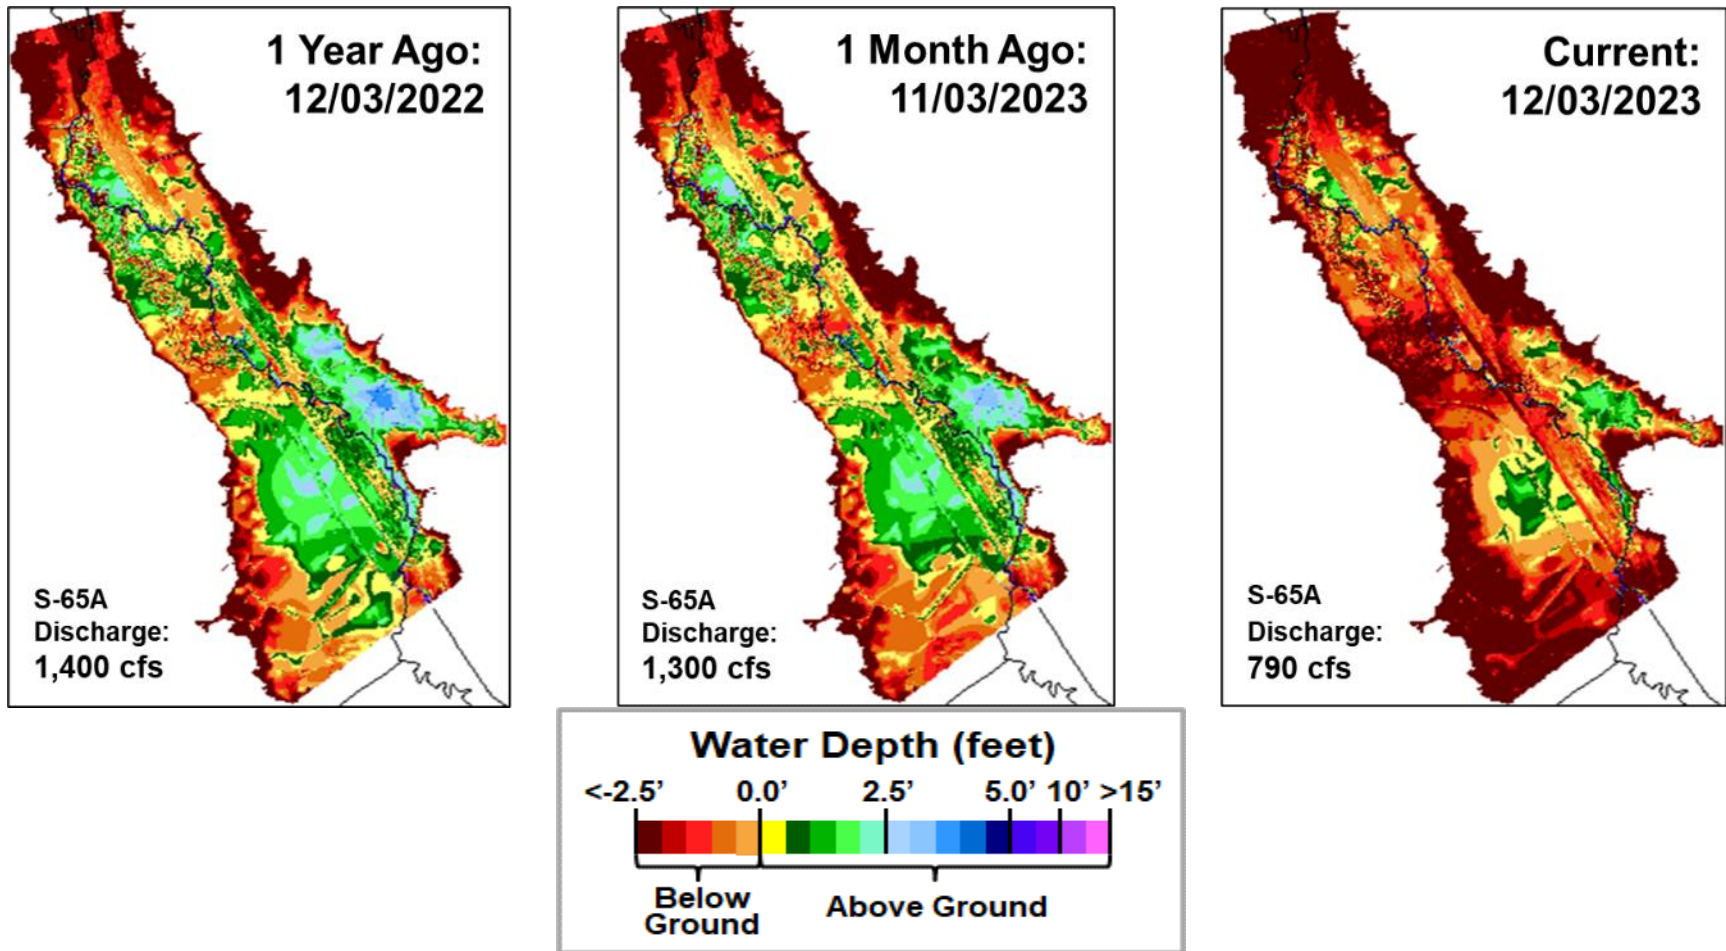 1 Year Ago:
12/03/2022
S-65A
Discharge:
1,400 cfs
1 Month Ago:
11/03/2023
S-65A
Discharge:
1,300 cfs
Current:
12/03/2023
S-65A
Discharge:
790 cfs
Water Depth (feet)
<-2.5’ 0.0’ 2.5’ 5.0’ 10’ >15’
Below
Ground
Above Ground